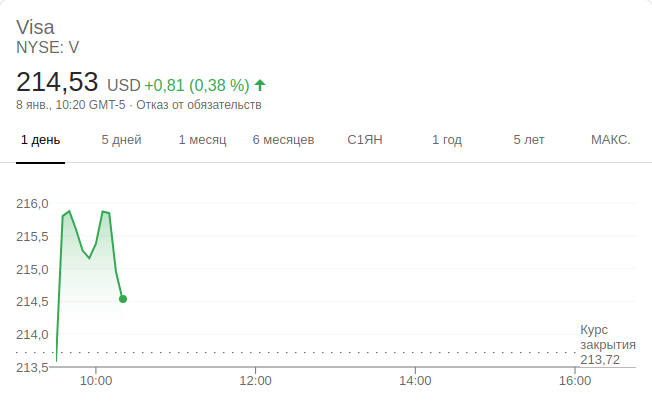 Visa
NYSE: V
214,53 USD +0,81 (0,38 %)
8 янв., 10:20 GMT-5 · Отказ от обязательств
1 день 5 дней 1 месяц 6 месяцев С1ЯН 1 год 5 лет МАКС.
216,0
215,5
215,0
214,5
214,0
213,5
Курс
закрытия
213,72
10:00 12:00 14:00 16:00